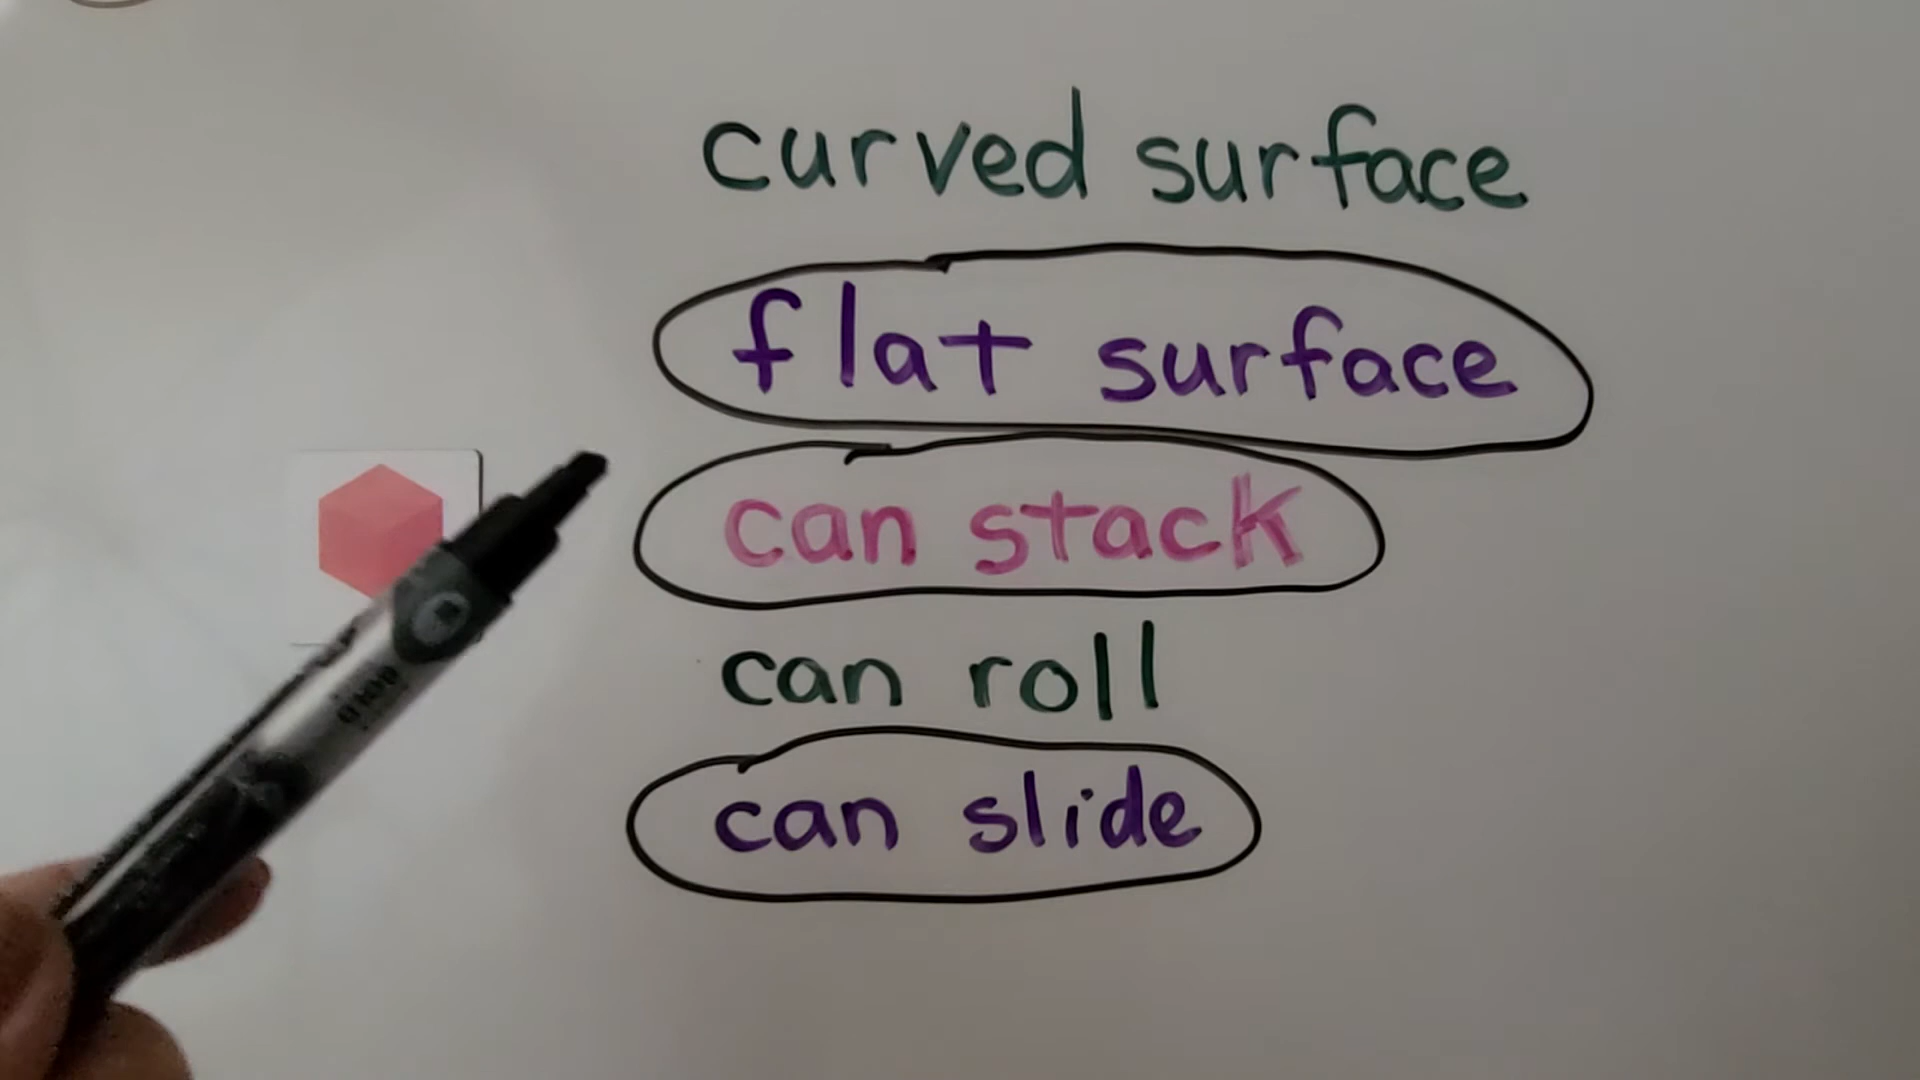 curved surface
flat surface
can stack
can roll
can slide